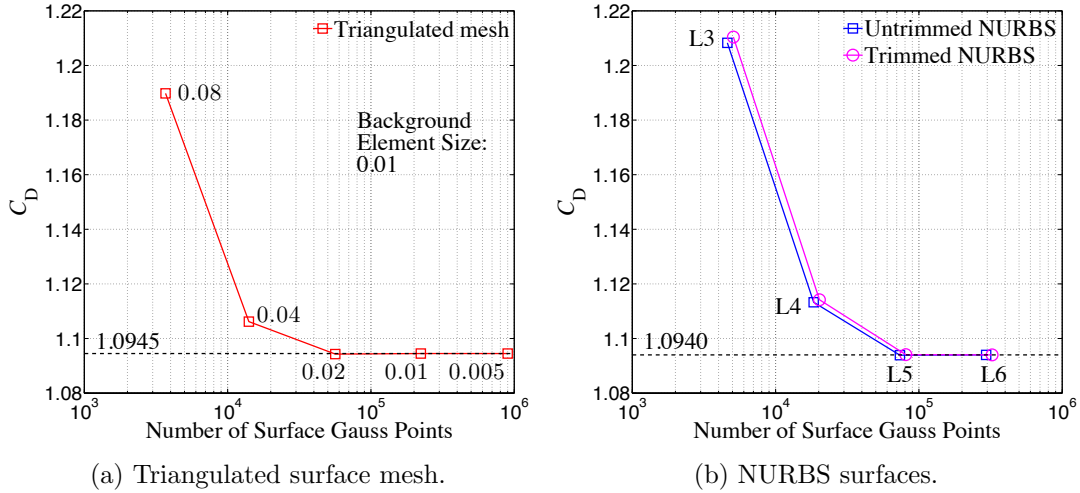 1.22
1.2
1.18
1.16
1.14
1.12
1.1
1.08
C_D
Triangulated mesh
0.08
Background
Element Size:
0.01
0.04
1.0945
0.02
0.01
0.005
10^3
10^4
10^5
10^6
Number of Surface Gauss Points
(a) Triangulated surface mesh.
1.22
1.2
1.18
1.16
1.14
1.12
1.1
1.08
C_D
Untrimmed NURBS
Trimmed NURBS
L3
L4
1.0940
L5
L6
10^3
10^4
10^5
10^6
Number of Surface Gauss Points
(b) NURBS surfaces.